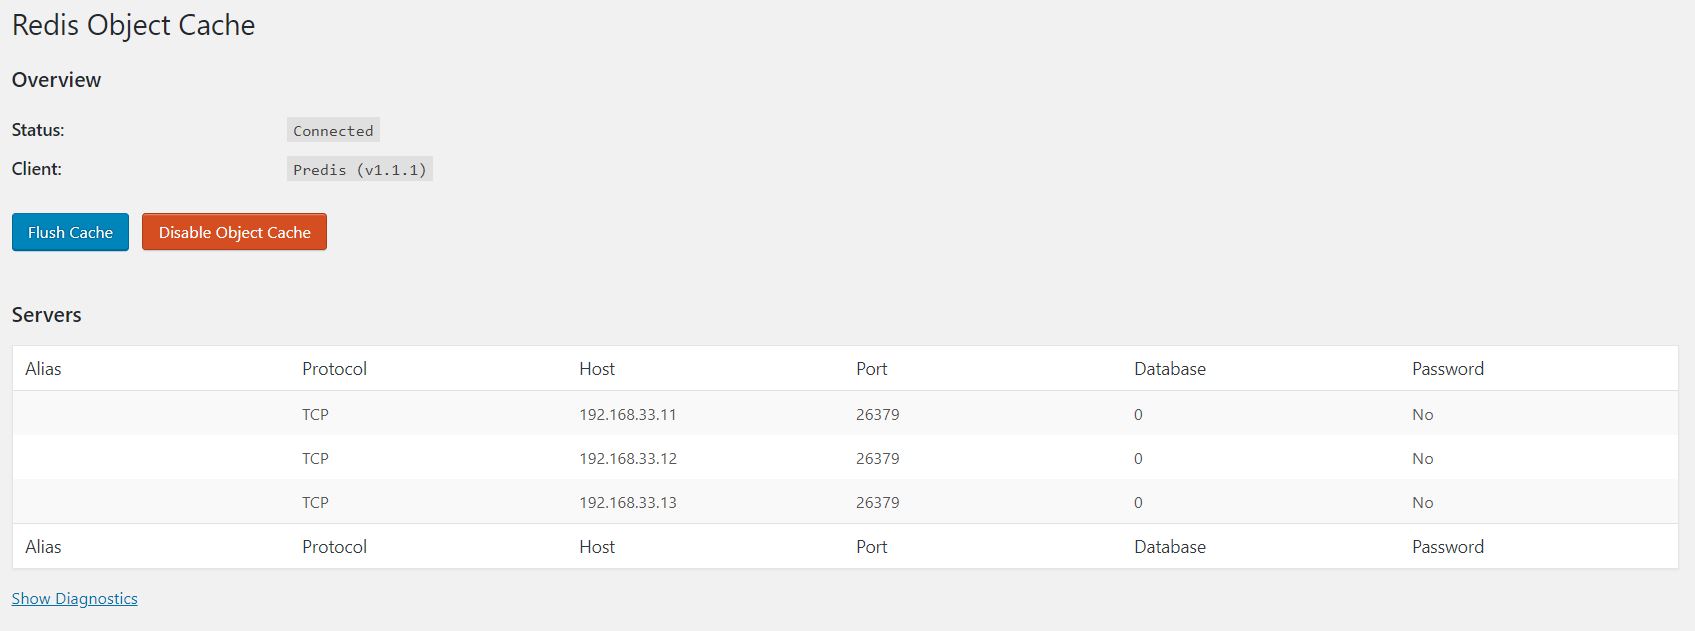 Redis Object Cache
Overview
Status: Connected
Client: Predis (v1.1.1)
Flush Cache Disable Object Cache
Servers
Alias Protocol Host Port Database Password
TCP 192.168.33.11 26379 0 No
TCP 192.168.33.12 26379 0 No
TCP 192.168.33.13 26379 0 No
Alias Protocol Host Port Database Password
Show Diagnostics